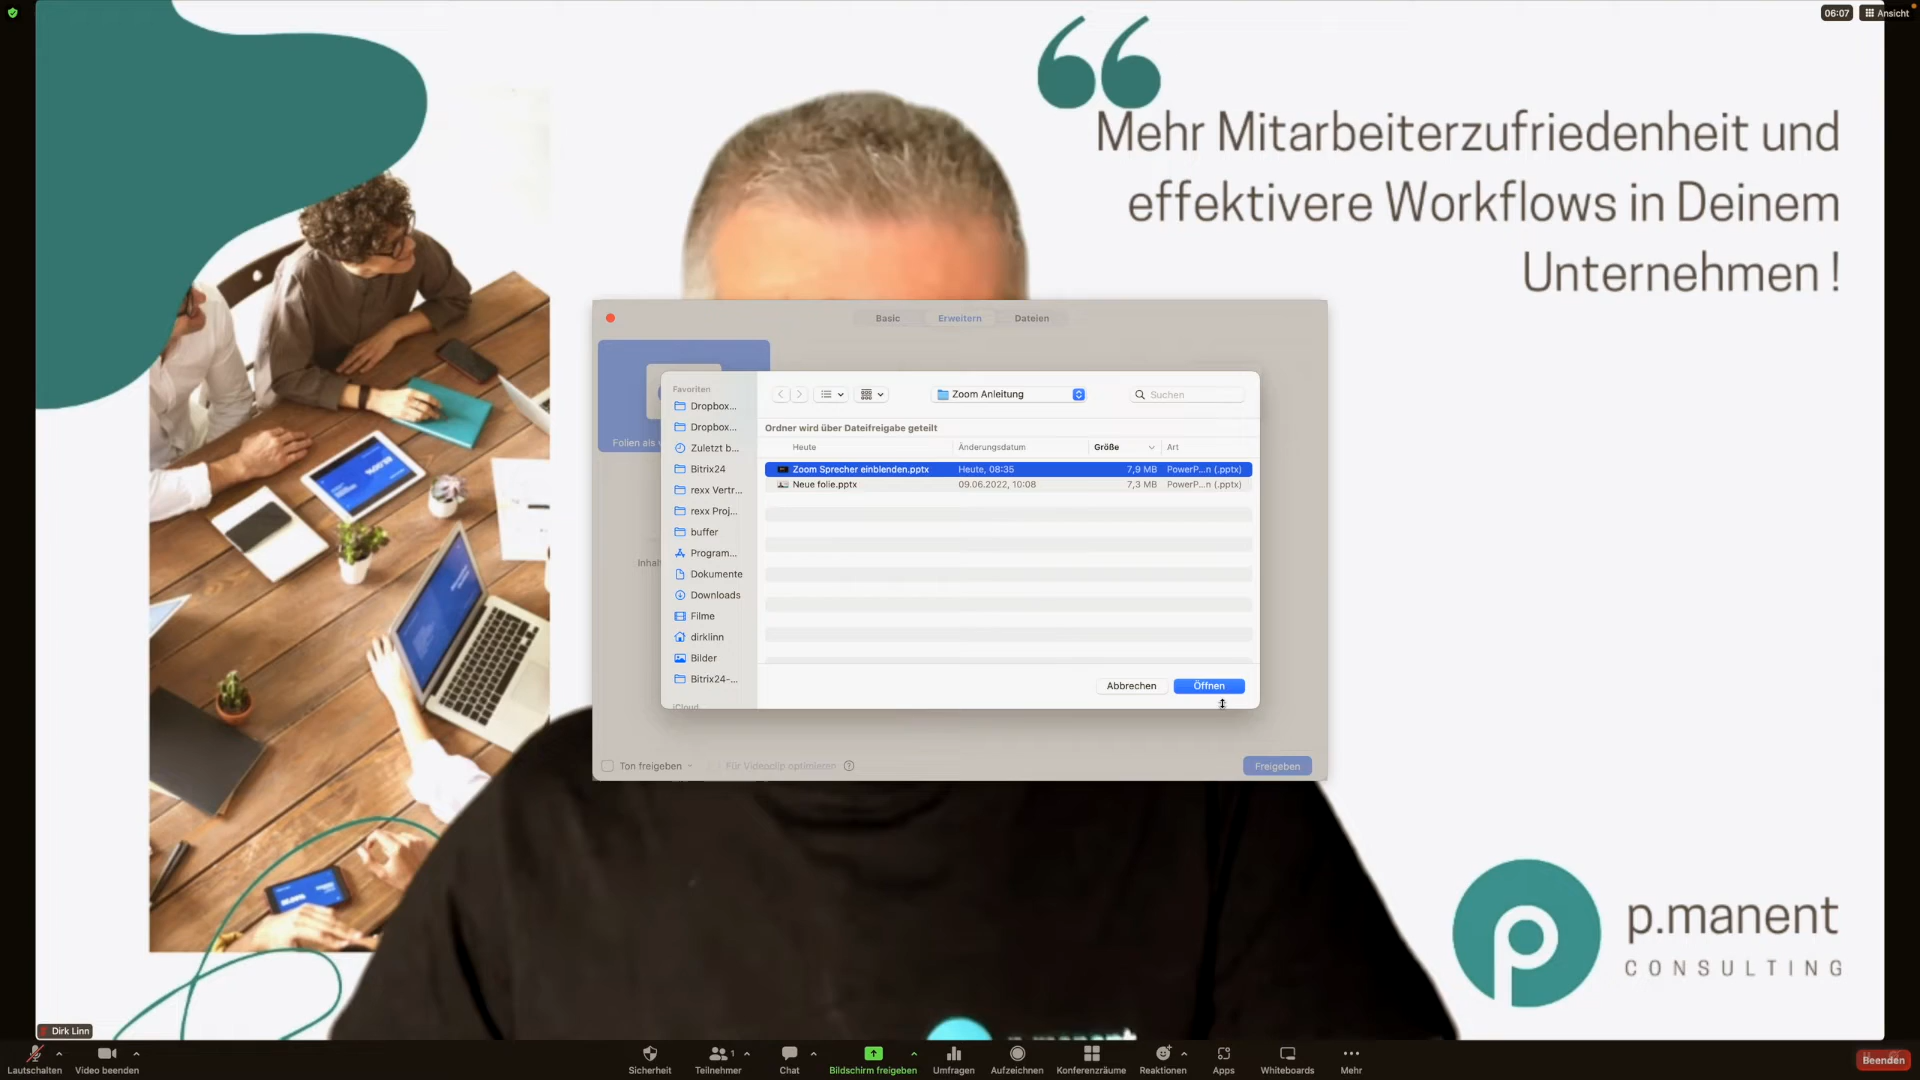 06:07
Ansicht
Mehr Mitarbeiterzufriedenheit und
effektivere Workflows in Deinem
Unternehmen !
Basic
Erweitern
Dateien
Folien als
Inhal
Favoriten
Dropbox...
Dropbox...
Zuletzt b...
Bitrix24
rexx Vertr...
rexx Proj...
buffer
Program...
Dokumente
Downloads
Filme
dirklinn
Bilder
Bitrix24-...
iCloud
Zoom Anleitung
Suchen
Ordner wird über Dateifreigabe geteilt
Heute Änderungsdatum Größe Art
Zoom Sprecher einblenden.pptx Heute, 08:35 7,9 MB PowerP...n (.pptx)
Neue folie.pptx 09.06.2022, 10:08 7,3 MB PowerP...n (.pptx)
Abbrechen
Öffnen
Ton freigeben
Für Videoclip optimieren
Freigeben
p.manent
CONSULTING
Dirk Linn
Lautschalten
Video beenden
Sicherheit
Teilnehmer
1
Chat
Bildschirm freigeben
Umfragen
Aufzeichnen
Konferenzräume
Reaktionen
Apps
Whiteboards
Mehr
Beenden